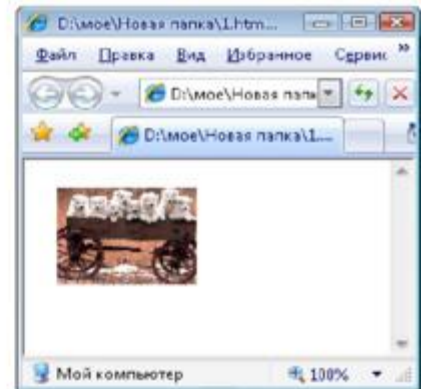 D:\мое\Новая папка\1.htm...
Файл Правка Вид Избранное Сервис »
D:\мое\Новая папк
D:\мое\Новая папка\1....
Мой компьютер 100%